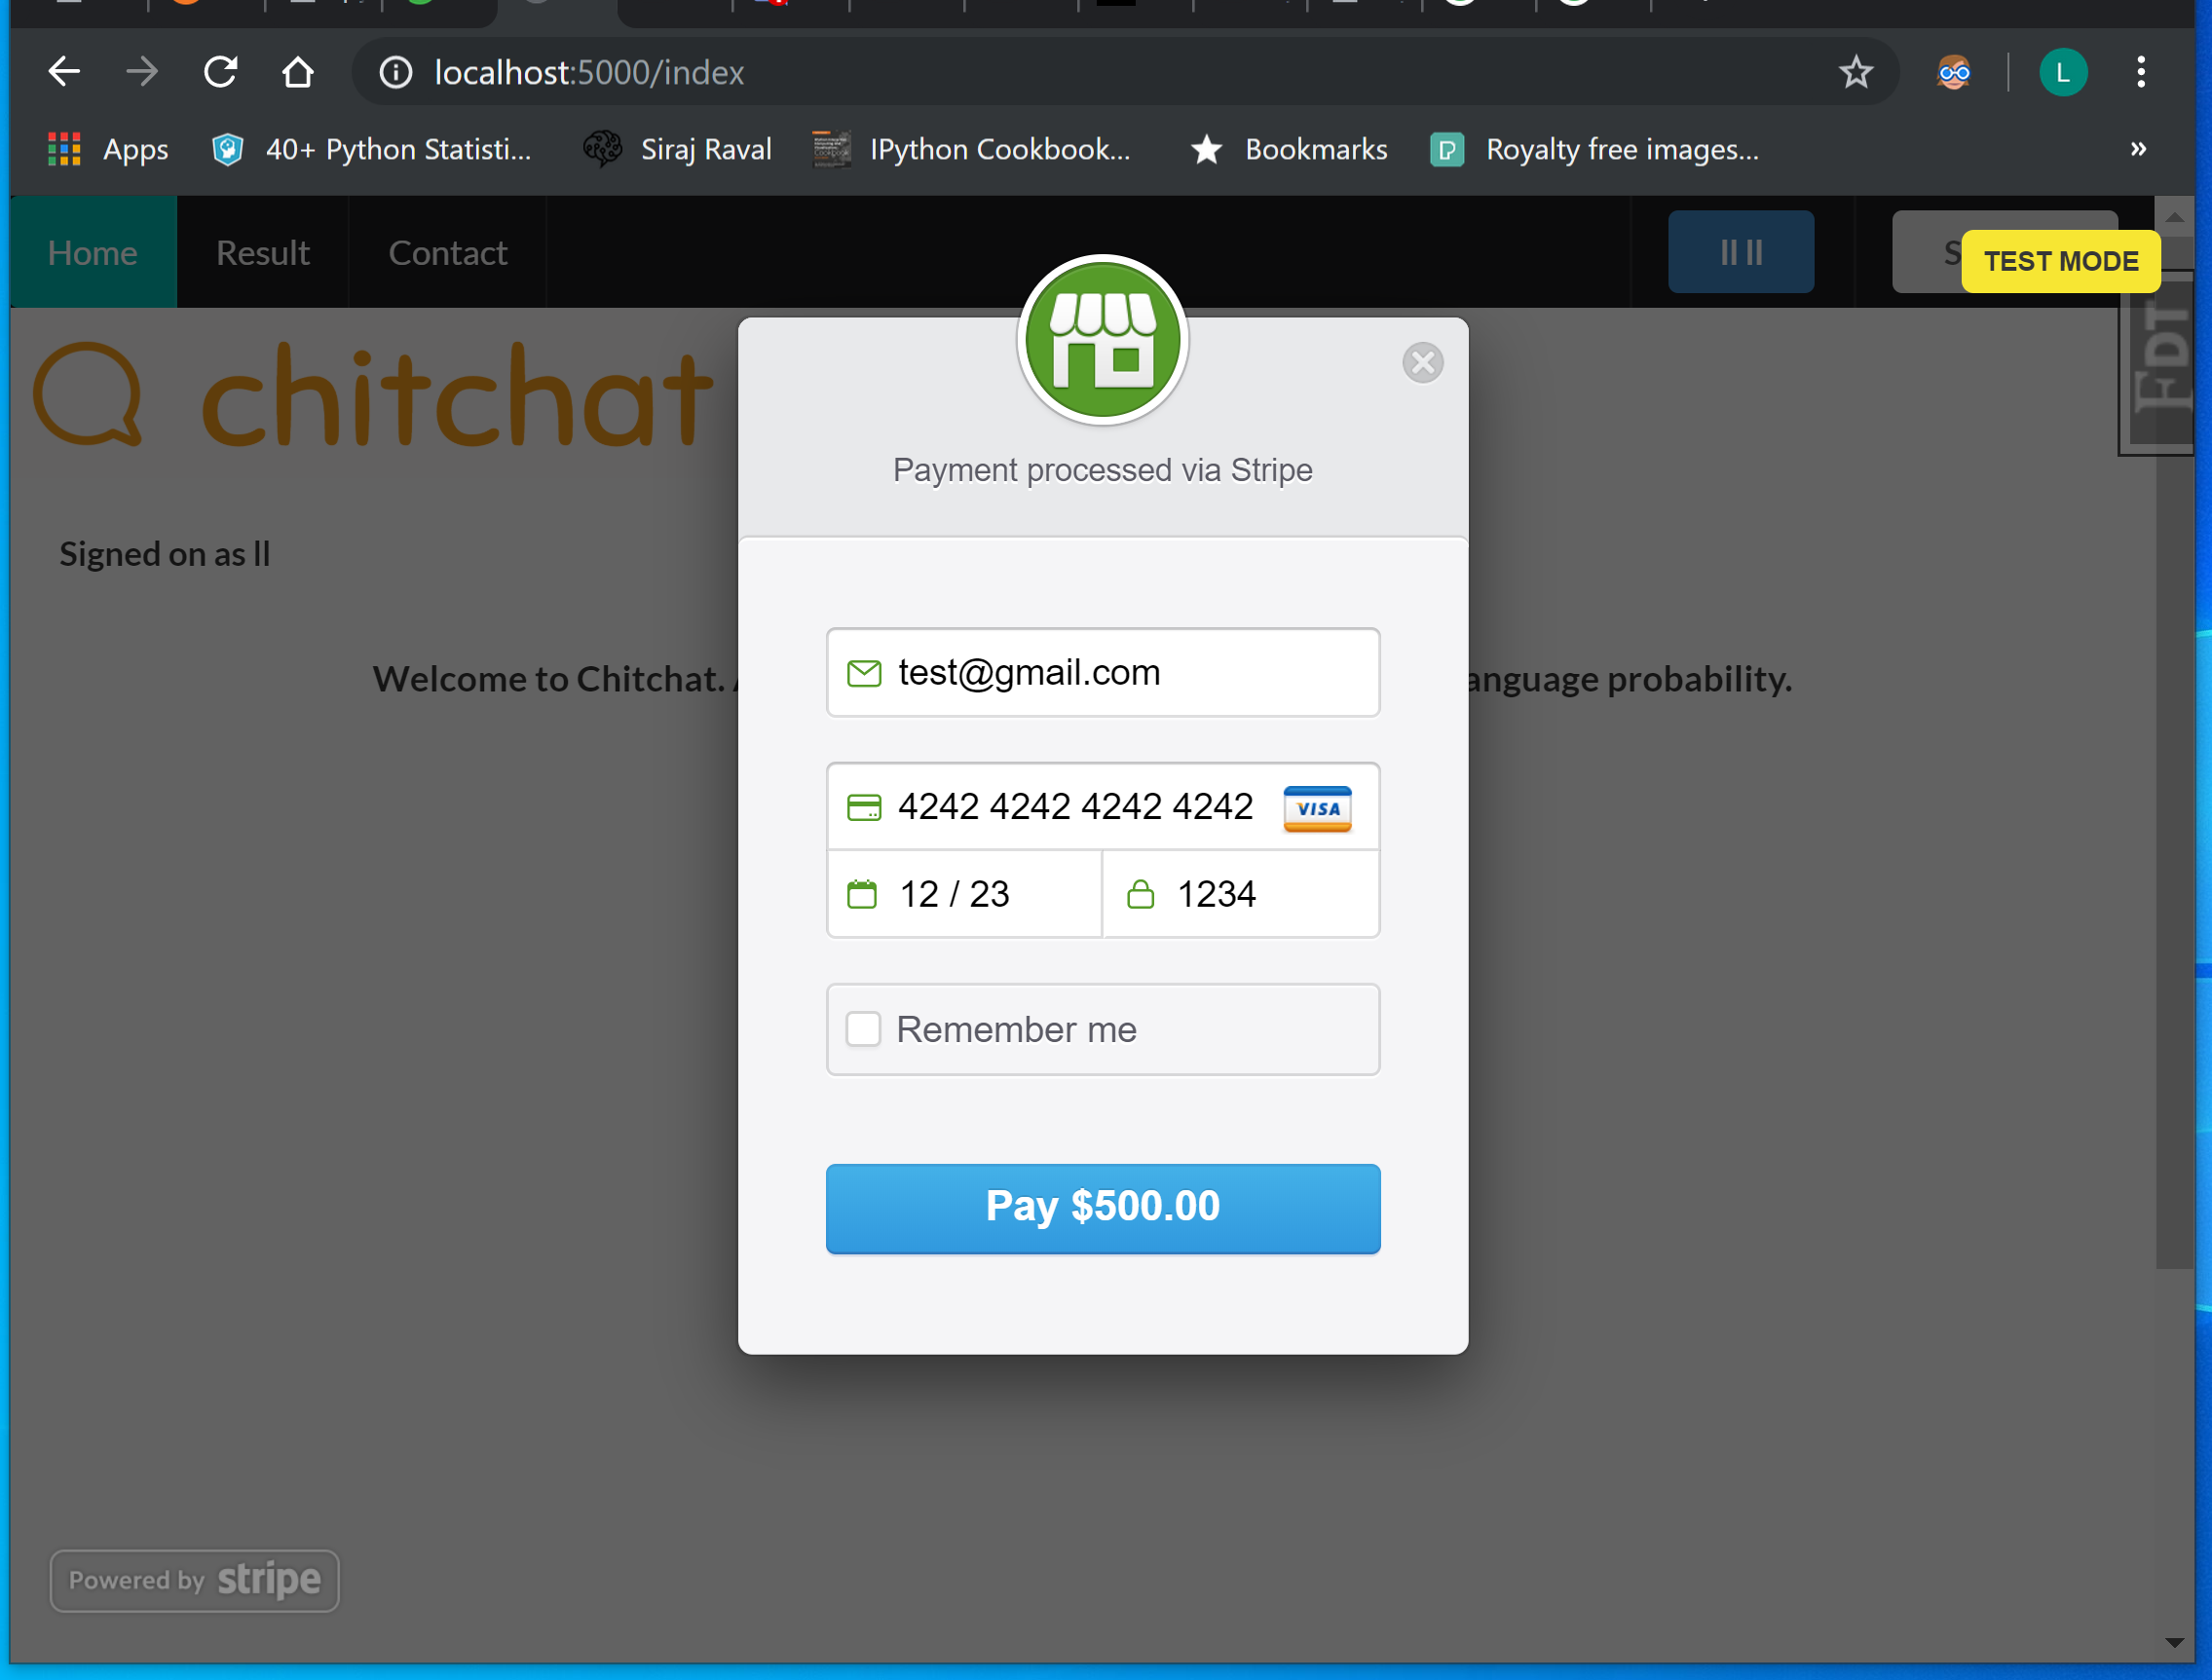 localhost:5000/index
L
Apps
40+ Python Statisti...
Siraj Raval
IPython Cookbook...
Bookmarks
Royalty free images...
»
Home
Result
Contact
ll ll
S
TEST MODE
FDT
chitchat
Payment processed via Stripe
Signed on as ll
test@gmail.com
Welcome to Chitchat.
anguage probability.
4242 4242 4242 4242
VISA
12 / 23
1234
Remember me
Pay $500.00
Powered by stripe